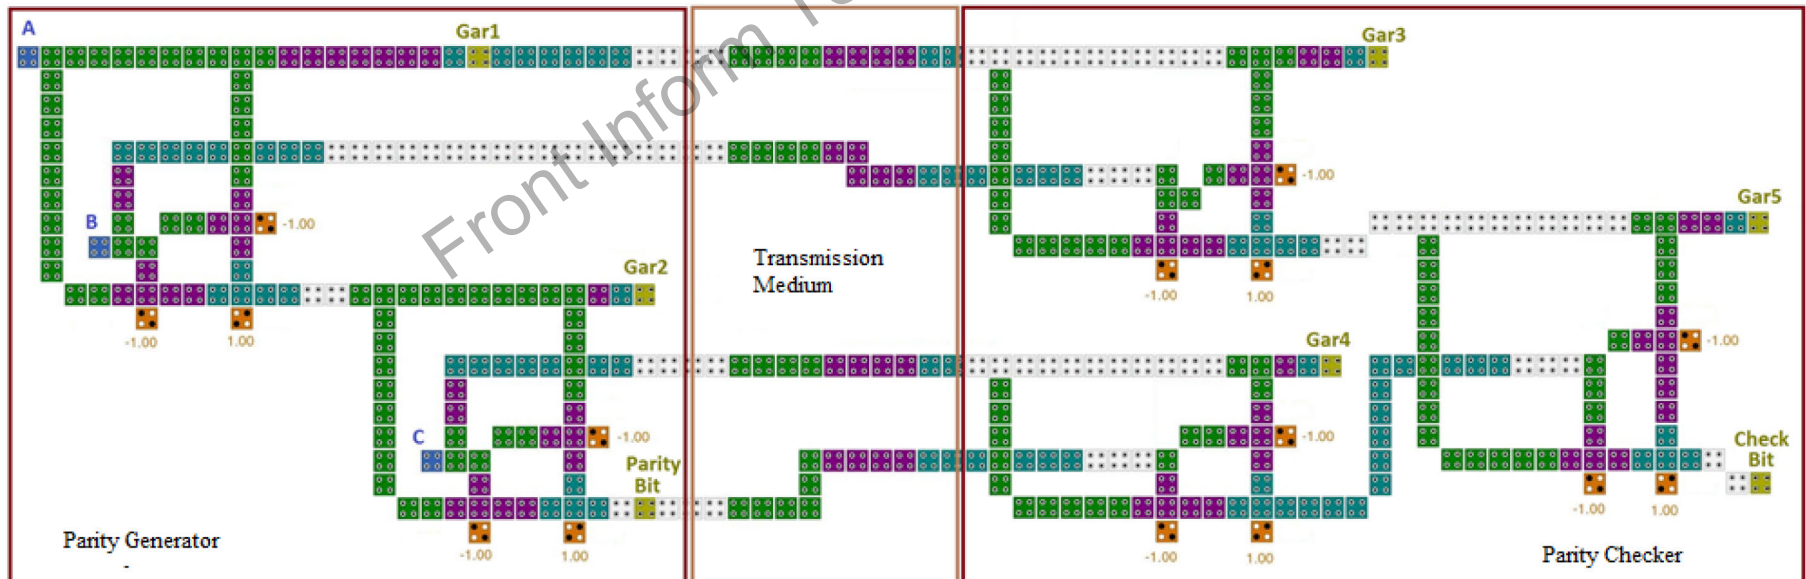 A
Gar1
Front Inform Te
B
-1.00
Gar2
-1.00
1.00
C
-1.00
Parity
Bit
-1.00
1.00
Parity Generator
Transmission
Medium
Gar3
-1.00
-1.00
1.00
Gar4
-1.00
-1.00
1.00
Gar5
-1.00
Check
Bit
-1.00
1.00
Parity Checker